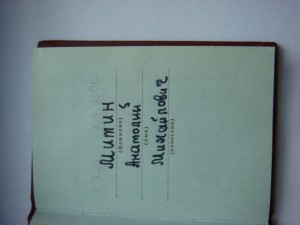 Митин
(фамилия)
Анатолий
(имя)
Михайлович
(отчество)